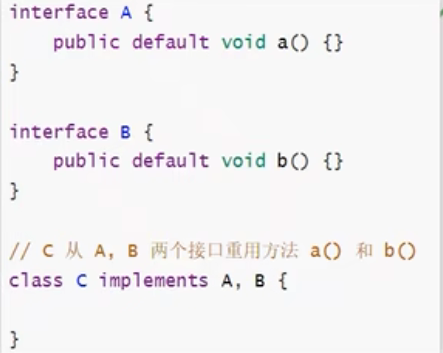 interface A {
    public default void a() {}
}
interface B {
    public default void b() {}
}
// C 从 A, B 两个接口重用方法 a() 和 b()
class C implements A, B {
}